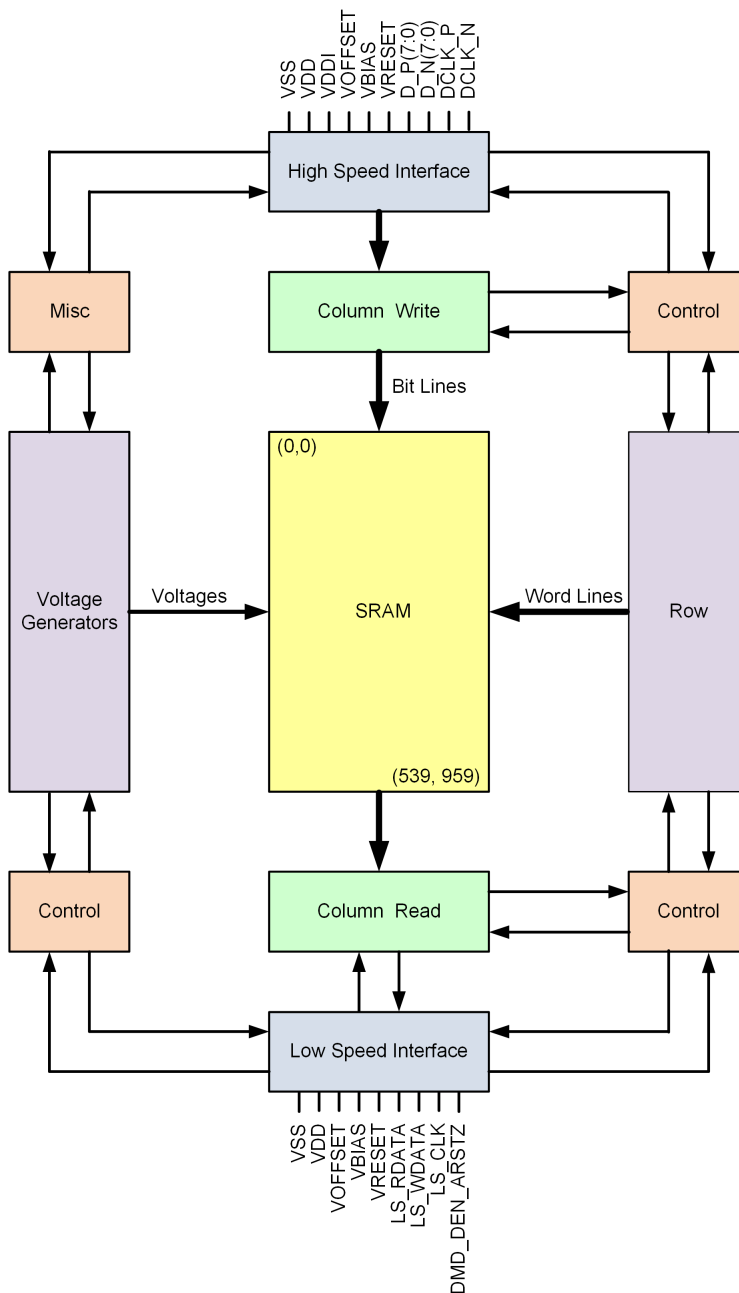 VSS
VDD
VDDI
VOFFSET
VBIAS
VRESET
D_P(7:0)
D_N(7:0)
DCLK_P
DCLK_N
High Speed Interface
Misc
Column Write
Control
Bit Lines
(0,0)
Voltage
Generators
Voltages
SRAM
Word Lines
Row
(539, 959)
Control
Column Read
Control
Low Speed Interface
VSS
VDD
VOFFSET
VBIAS
VRESET
LS_RDATA
LS_WDATA
LS_CLK
DMD_DEN_ARSTZ